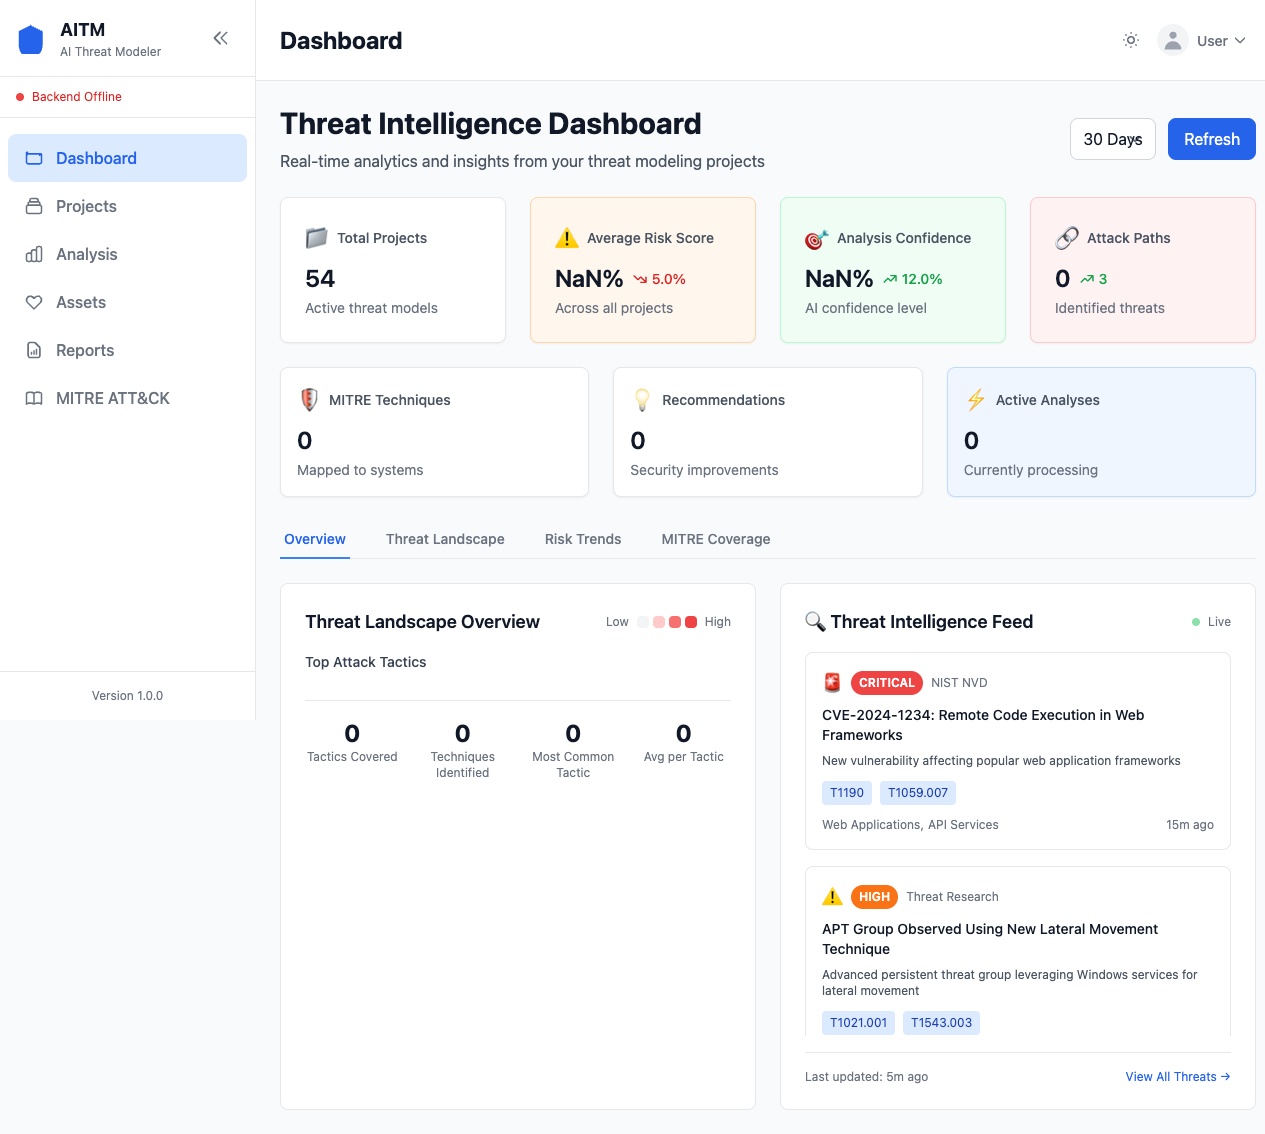 AITM
AI Threat Modeler
Backend Offline
Dashboard
Projects
Analysis
Assets
Reports
MITRE ATT&CK
Version 1.0.0
Dashboard
User
Threat Intelligence Dashboard
Real-time analytics and insights from your threat modeling projects
30 Days
Refresh
Total Projects
54
Active threat models
Average Risk Score
NaN% 5.0%
Across all projects
Analysis Confidence
NaN% 12.0%
AI confidence level
Attack Paths
0 3
Identified threats
MITRE Techniques
0
Mapped to systems
Recommendations
0
Security improvements
Active Analyses
0
Currently processing
Overview Threat Landscape Risk Trends MITRE Coverage
Threat Landscape Overview
Low High
Top Attack Tactics
0
Tactics Covered
0
Techniques
Identified
0
Most Common
Tactic
0
Avg per Tactic
Threat Intelligence Feed
Live
CRITICAL NIST NVD
CVE-2024-1234: Remote Code Execution in Web
Frameworks
New vulnerability affecting popular web application frameworks
T1190 T1059.007
Web Applications, API Services 15m ago
HIGH Threat Research
APT Group Observed Using New Lateral Movement
Technique
Advanced persistent threat group leveraging Windows services for
lateral movement
T1021.001 T1543.003
Last updated: 5m ago View All Threats →